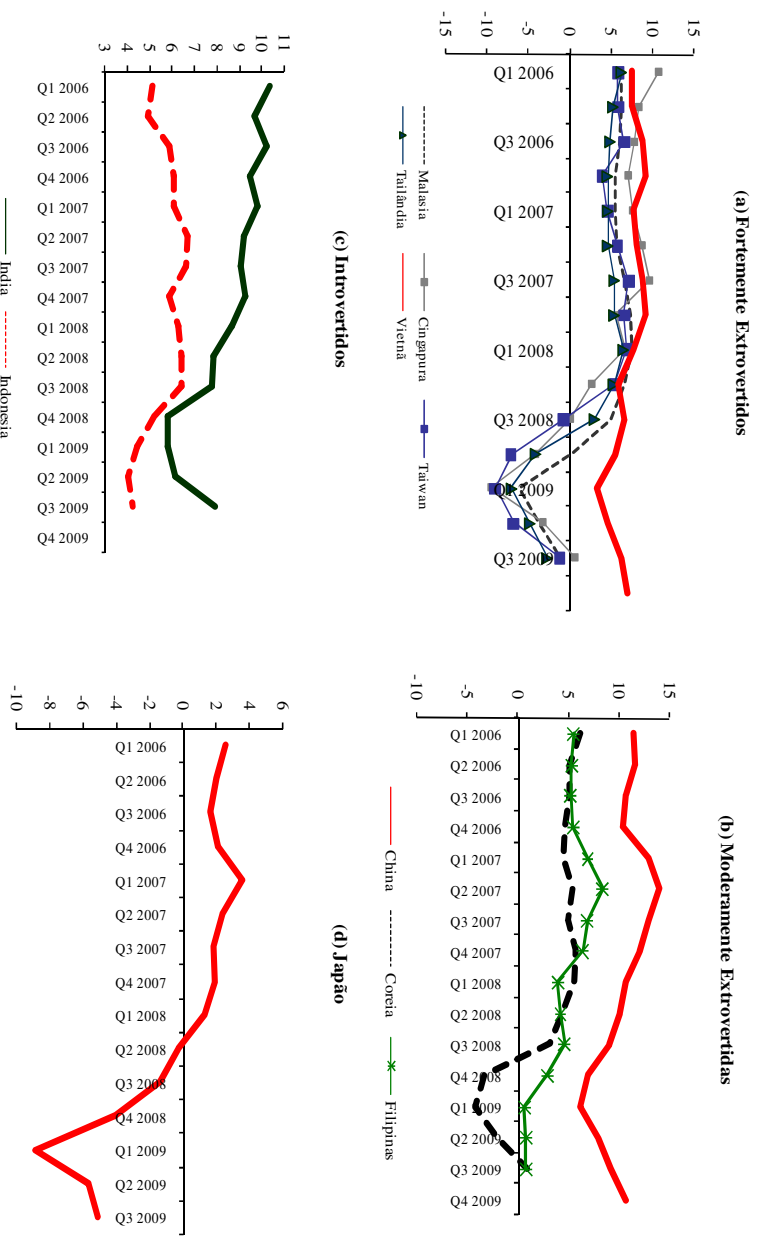 (a) Fortemente Extrovertidos
15
10
5
0
-5
-10
-15
Q1 2006
Q3 2006
Q1 2007
Q3 2007
Q1 2008
Q3 2008
Q1 2009
Q3 2009
Malasia
Cingapura
Taiwan
Tailândia
Vietnã
(b) Moderamente Extrovertidas
15
10
5
0
-5
-10
Q1 2006
Q2 2006
Q3 2006
Q4 2006
Q1 2007
Q2 2007
Q3 2007
Q4 2007
Q1 2008
Q2 2008
Q3 2008
Q4 2008
Q1 2009
Q2 2009
Q3 2009
Q4 2009
China
Coreia
Filipinas
(c) Introvertidos
11
10
9
8
7
6
5
4
3
Q1 2006
Q2 2006
Q3 2006
Q4 2006
Q1 2007
Q2 2007
Q3 2007
Q4 2007
Q1 2008
Q2 2008
Q3 2008
Q4 2008
Q1 2009
Q2 2009
Q3 2009
Q4 2009
India
Indonesia
(d) Japão
6
4
2
0
-2
-4
-6
-8
-10
Q1 2006
Q2 2006
Q3 2006
Q4 2006
Q1 2007
Q2 2007
Q3 2007
Q4 2007
Q1 2008
Q2 2008
Q3 2008
Q4 2008
Q1 2009
Q2 2009
Q3 2009